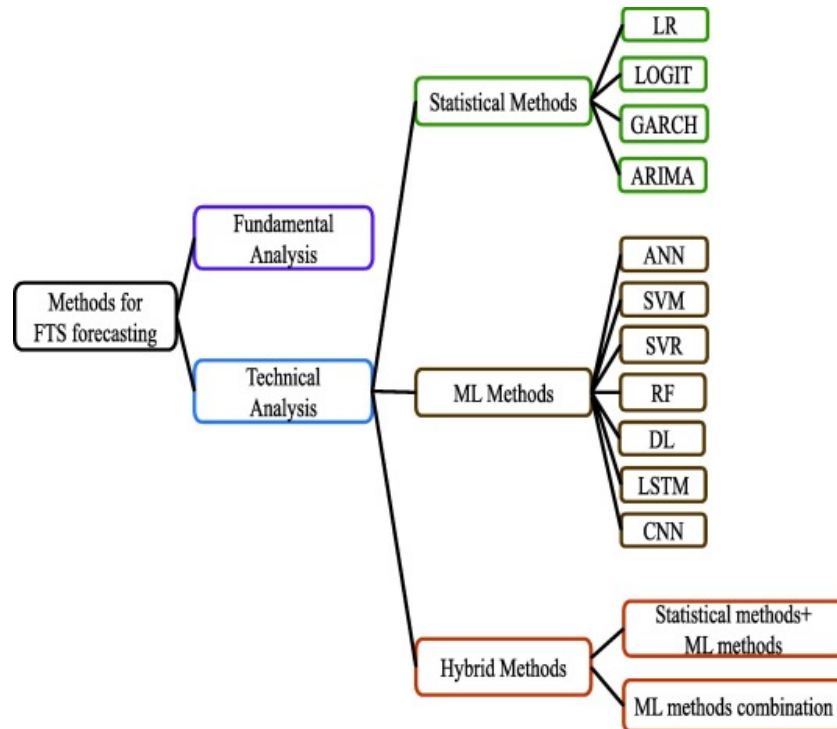 Methods for
FTS forecasting
Fundamental
Analysis
Technical
Analysis
Statistical Methods
LR
LOGIT
GARCH
ARIMA
ML Methods
ANN
SVM
SVR
RF
DL
LSTM
CNN
Hybrid Methods
Statistical methods+
ML methods
ML methods combination